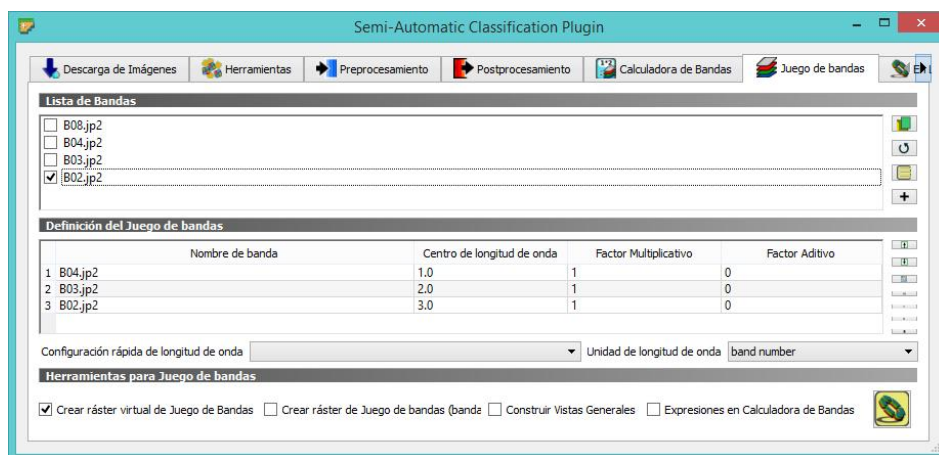 Semi-Automatic Classification Plugin
Descarga de Imágenes Herramientas Preprocesamiento Postprocesamiento Calculadora de Bandas Juego de bandas
Lista de Bandas
B08.jp2
B04.jp2
B03.jp2
B02.jp2
Definición del Juego de bandas
Nombre de banda Centro de longitud de onda Factor Multiplicativo Factor Aditivo
1 B04.jp2 1.0 1 0
2 B03.jp2 2.0 1 0
3 B02.jp2 3.0 1 0
Configuración rápida de longitud de onda Unidad de longitud de onda band number
Herramientas para Juego de bandas
Crear ráster virtual de Juego de Bandas Crear ráster de Juego de bandas (banda Construir Vistas Generales Expresiones en Calculadora de Bandas